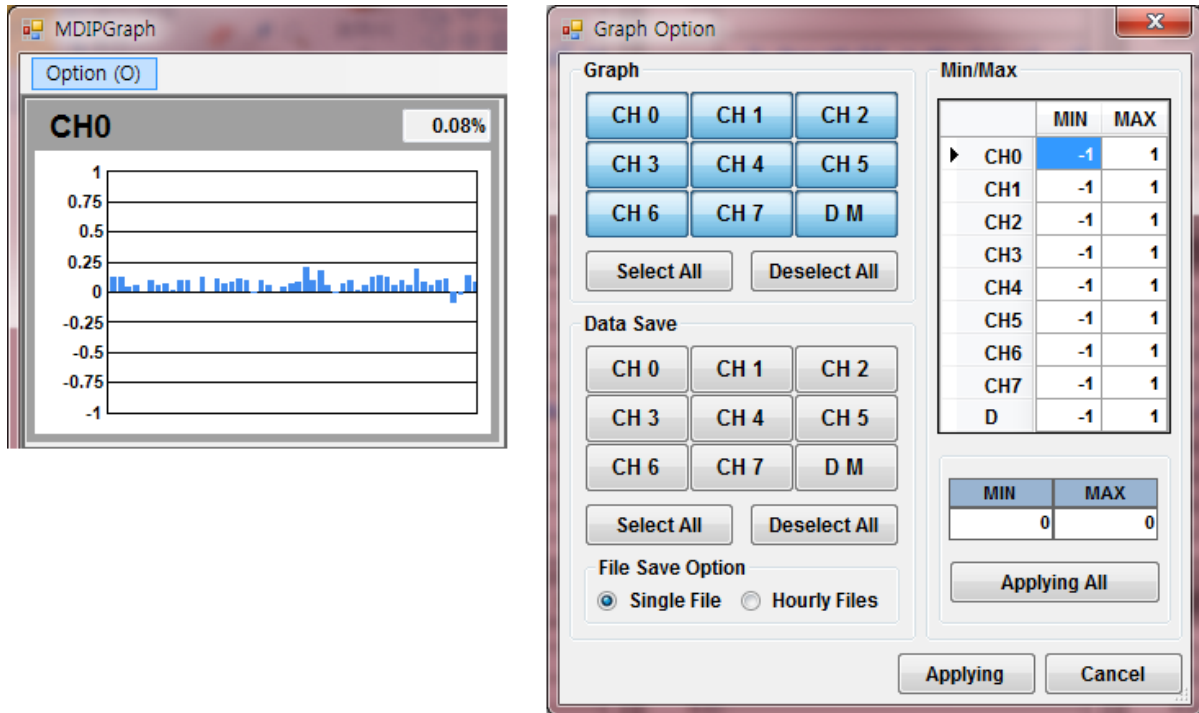 MDIPGraph
Option (O)
CH0 0.08%
1
0.75
0.5
0.25
0
-0.25
-0.5
-0.75
-1
Graph Option
Graph
CH 0 CH 1 CH 2
CH 3 CH 4 CH 5
CH 6 CH 7 D M
Select All Deselect All
Data Save
CH 0 CH 1 CH 2
CH 3 CH 4 CH 5
CH 6 CH 7 D M
Select All Deselect All
File Save Option
Single File Hourly Files
Min/Max
MIN MAX
CH0 -1 1
CH1 -1 1
CH2 -1 1
CH3 -1 1
CH4 -1 1
CH5 -1 1
CH6 -1 1
CH7 -1 1
D -1 1
MIN MAX
0 0
Applying All
Applying Cancel